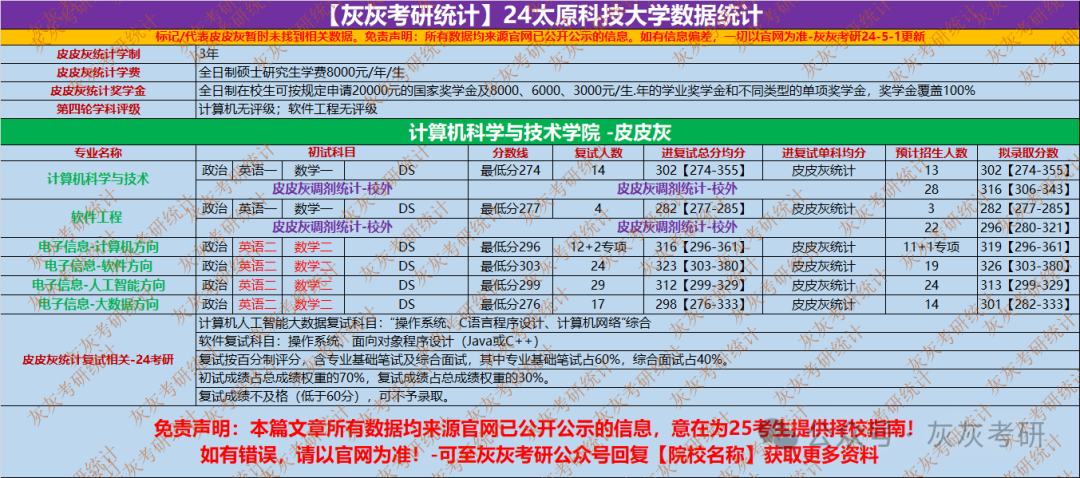 【灰灰考研统计】24太原科技大学数据统计
标记/代表皮皮灰暂时未找到相关数据。免责声明：所有数据均来源官网已公开公示的信息。如有信息偏差，一切以官网为准-灰灰考研24-5-1更新
皮皮灰统计学制 3年
皮皮灰统计学费 全日制硕士研究生学费8000元/年/生
皮皮灰统计奖学金 全日制在校生可按规定申请20000元的国家奖学金及8000、6000、3000元/生.年的学业奖学金和不同类型的单项奖学金，奖学金覆盖100%
第四轮学科评级 计算机无评级；软件工程无评级
计算机科学与技术学院 -皮皮灰
专业名称 初试科目 分数线 复试人数 进复试总分均分 进复试单科均分 预计招生人数 拟录取分数
计算机科学与技术 政治 英语一 数学一 DS 最低分274 14 302【274-355】 皮皮灰统计 13 302【274-355】
皮皮灰调剂统计-校外 皮皮灰调剂统计-校外 28 316【306-343】
软件工程 政治 英语一 数学一 DS 最低分277 4 282【277-285】 皮皮灰统计 3 282【277-285】
皮皮灰调剂统计-校外 皮皮灰调剂统计-校外 22 296【280-321】
电子信息-计算机方向 政治 英语二 数学二 DS 最低分296 12+2专项 316【296-361】 皮皮灰统计 11+1专项 319【296-361】
电子信息-软件方向 政治 英语二 数学二 DS 最低分303 24 323【303-380】 皮皮灰统计 19 326【303-380】
电子信息-人工智能方向 政治 英语二 数学二 DS 最低分299 29 312【299-329】 皮皮灰统计 24 313【299-329】
电子信息-大数据方向 政治 英语二 数学二 DS 最低分276 17 298【276-333】 皮皮灰统计 14 301【282-333】
皮皮灰统计复试相关-24考研
计算机人工智能大数据复试科目："操作系统、C语言程序设计、计算机网络"综合
软件复试科目：操作系统、面向对象程序设计（Java或C++）
复试按百分制评分，含专业基础笔试及综合面试，其中专业基础笔试占60%，综合面试占40%。
初试成绩占总成绩权重的70%，复试成绩占总成绩权重的30%。
复试成绩不及格（低于60分），可不予录取。
免责声明：本篇文章所有数据均来源官网已公开公示的信息，意在为25考生提供择校指南！
如有错误，请以官网为准！-可至灰灰考研公众号回复【院校名称】获取更多资料
公众号 · 灰灰考研
灰灰考研统计